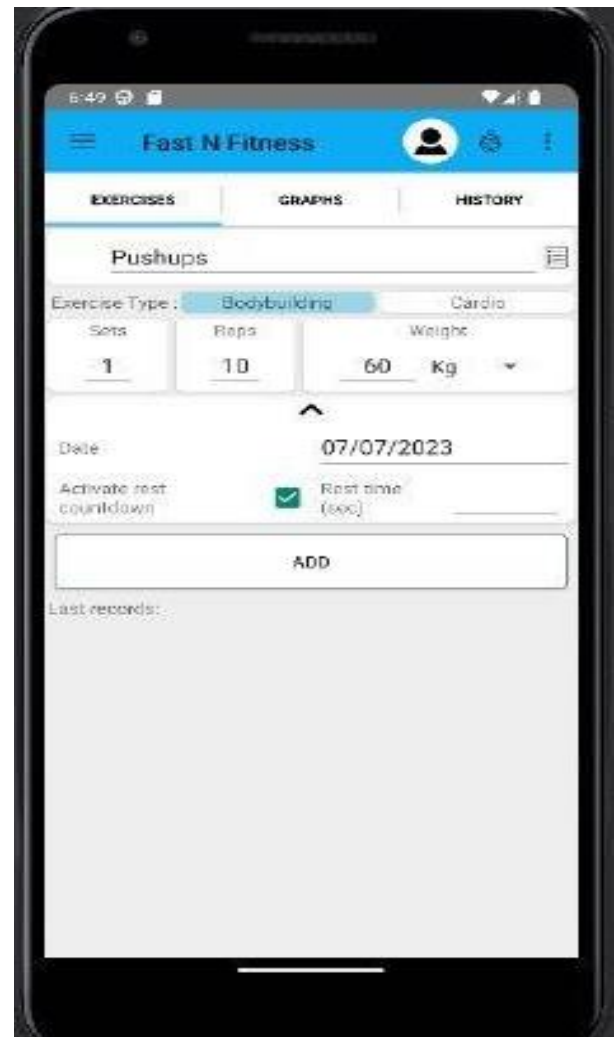 6:49
Fast N Fitness
EXERCISES GRAPHS HISTORY
Pushups
Exercise Type : Bodybuilding Cardio
Sets Reps Weight
1 10 60 Kg
Date 07/07/2023
Activate rest Rest time
countdown (sec)
ADD
Last records: